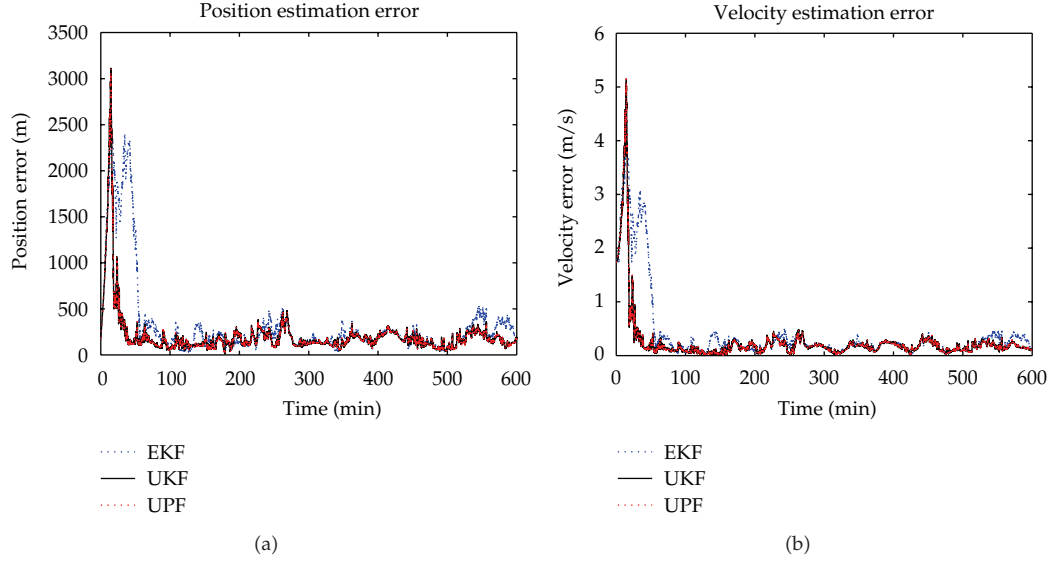 Position estimation error
3500
3000
2500
2000
1500
1000
500
0
Position error (m)
0 100 200 300 400 500 600
Time (min)
EKF
UKF
UPF
(a)
Velocity estimation error
6
5
4
3
2
1
0
Velocity error (m/s)
0 100 200 300 400 500 600
Time (min)
EKF
UKF
UPF
(b)